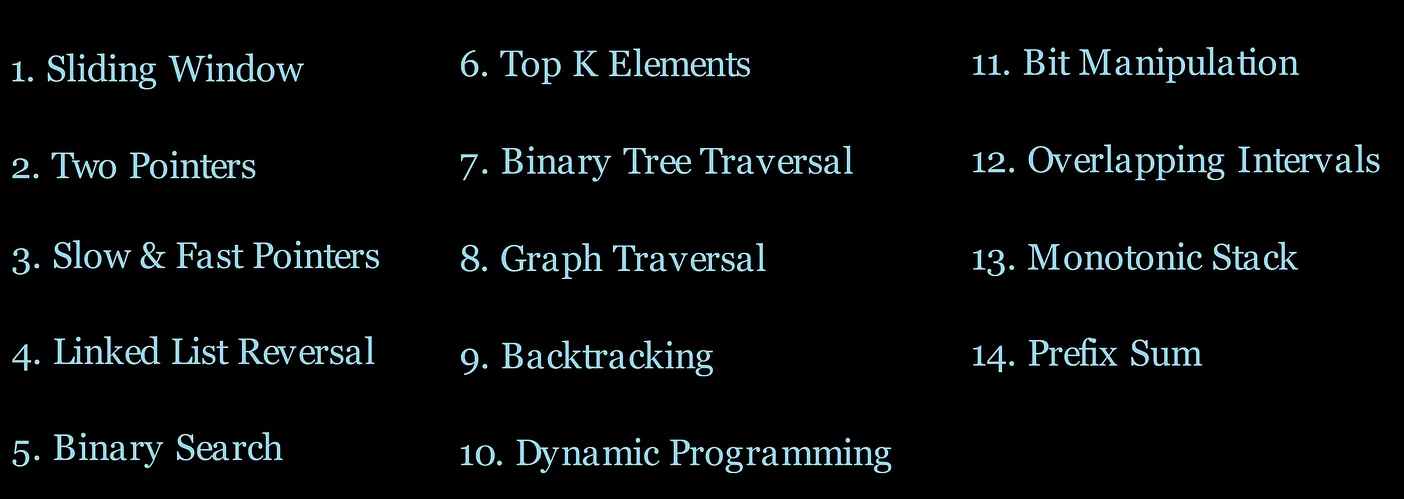 1. Sliding Window
2. Two Pointers
3. Slow & Fast Pointers
4. Linked List Reversal
5. Binary Search
6. Top K Elements
7. Binary Tree Traversal
8. Graph Traversal
9. Backtracking
10. Dynamic Programming
11. Bit Manipulation
12. Overlapping Intervals
13. Monotonic Stack
14. Prefix Sum